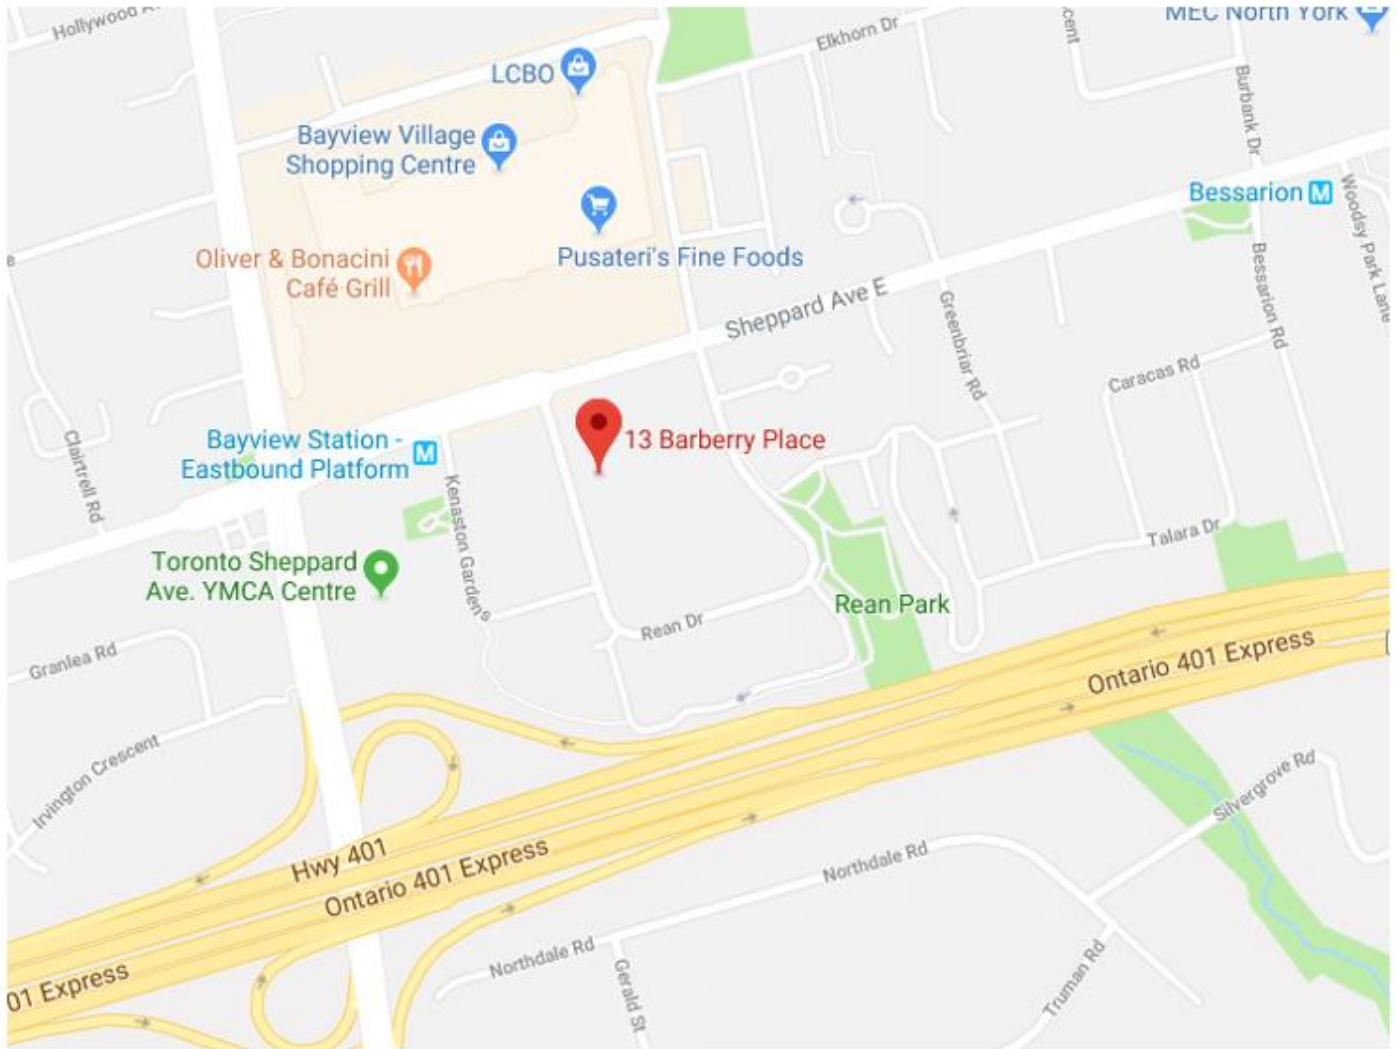 Hollywood A
MEC North York
Elkhorn Dr
cent
LCBO
Burbank Dr
Bayview Village
Shopping Centre
Bessarion M
Woodsy Park Lane
Pusateri's Fine Foods
Oliver & Bonacini
Café Grill
e
Bessarion Rd
Sheppard Ave E
Greenbriar Rd
Caracas Rd
13 Barberry Place
Bayview Station -
Eastbound Platform
M
Clairtrell Rd
Kenaston Gardens
Talara Dr
Toronto Sheppard
Ave. YMCA Centre
Rean Park
Rean Dr
Granlea Rd
Ontario 401 Express
Irvington Crescent
Silvergrove Rd
Hwy 401
Ontario 401 Express
Northdale Rd
Northdale Rd
01 Express
Gerald St
Truman Rd